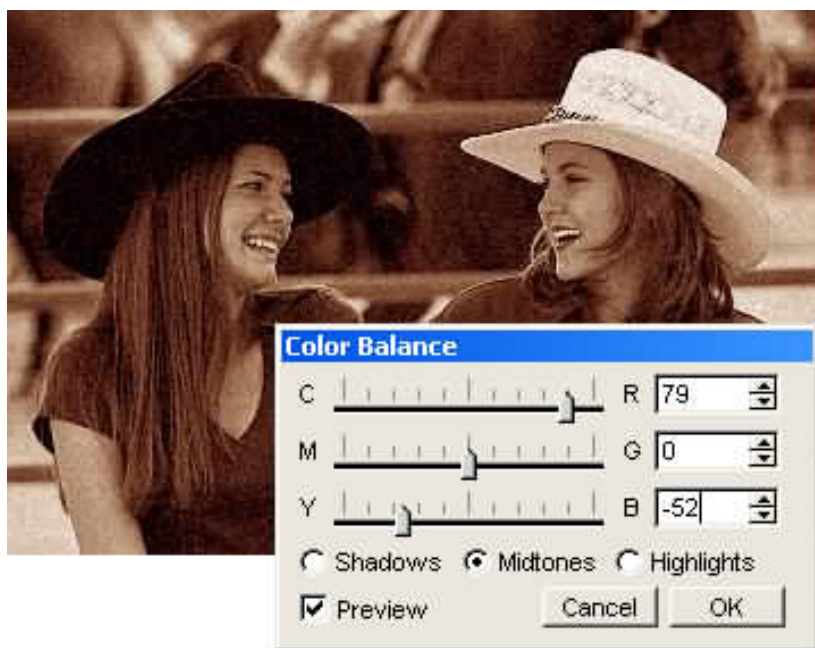 Color Balance
C R 79
M G 0
Y B -52
Shadows Midtones Highlights
Preview Cancel OK